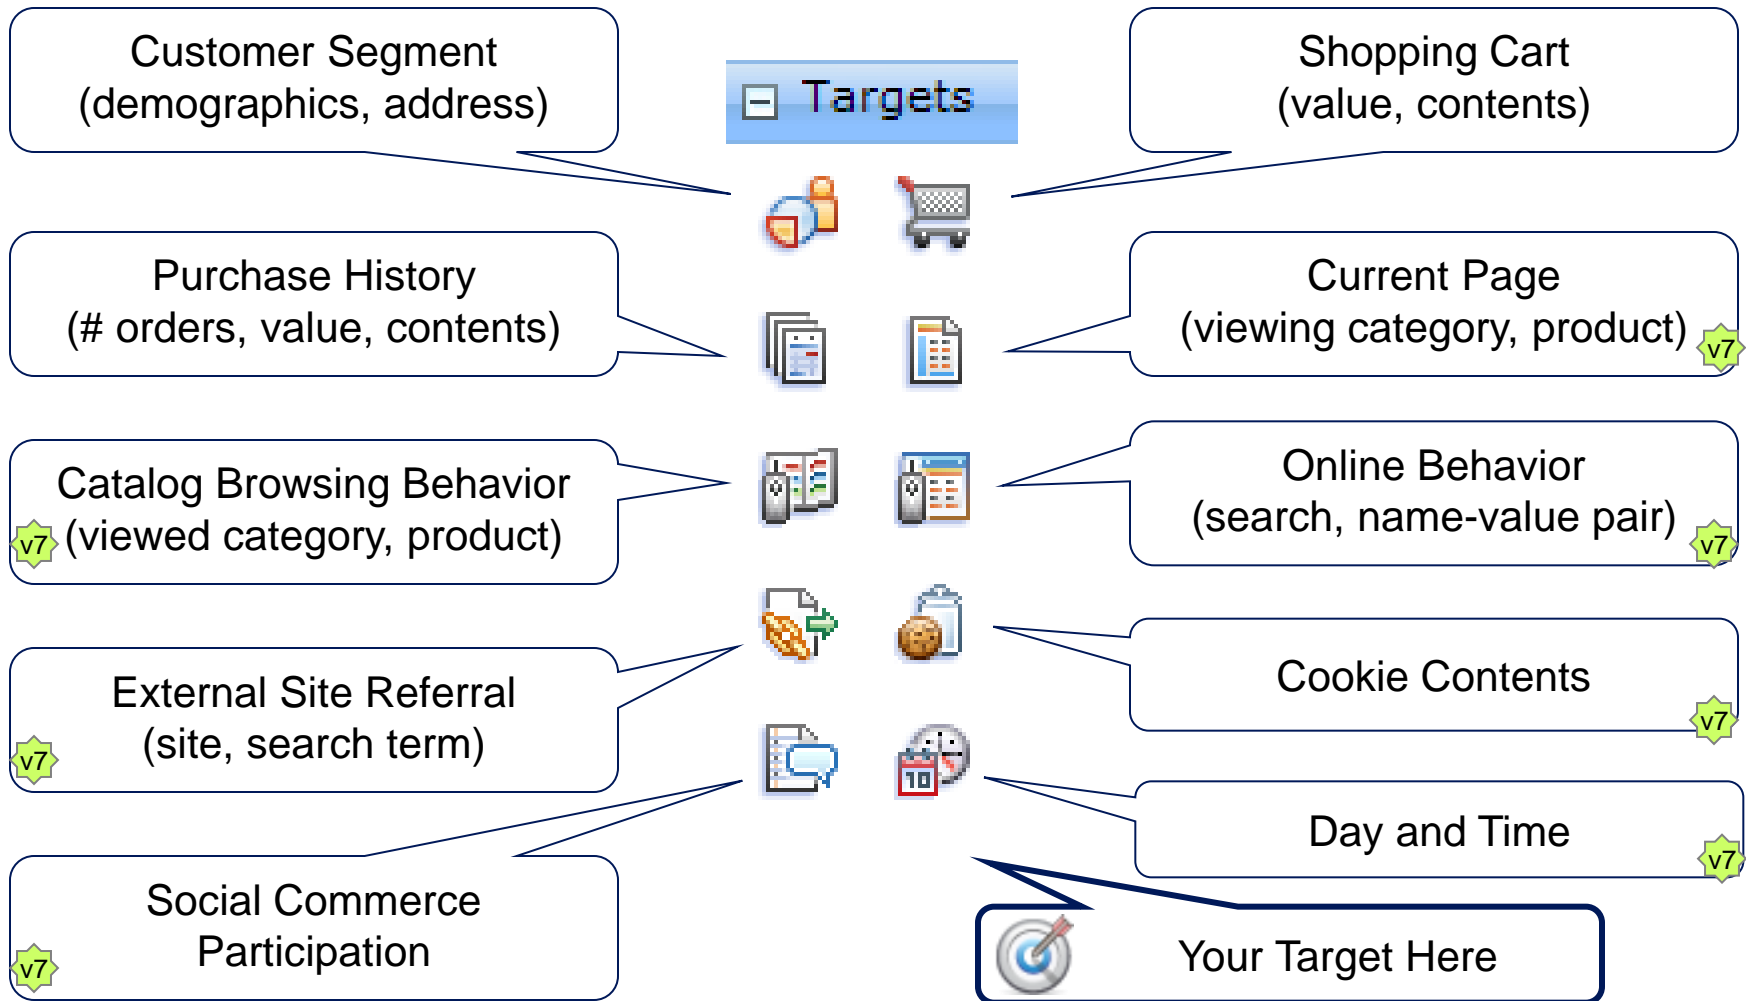 Customer Segment
(demographics, address)
Targets
Shopping Cart
(value, contents)
Purchase History
(# orders, value, contents)
Current Page
(viewing category, product)
v7
Catalog Browsing Behavior
(viewed category, product)
v7
Online Behavior
(search, name-value pair)
v7
External Site Referral
(site, search term)
v7
Cookie Contents
v7
10
Day and Time
v7
Social Commerce
Participation
v7
Your Target Here